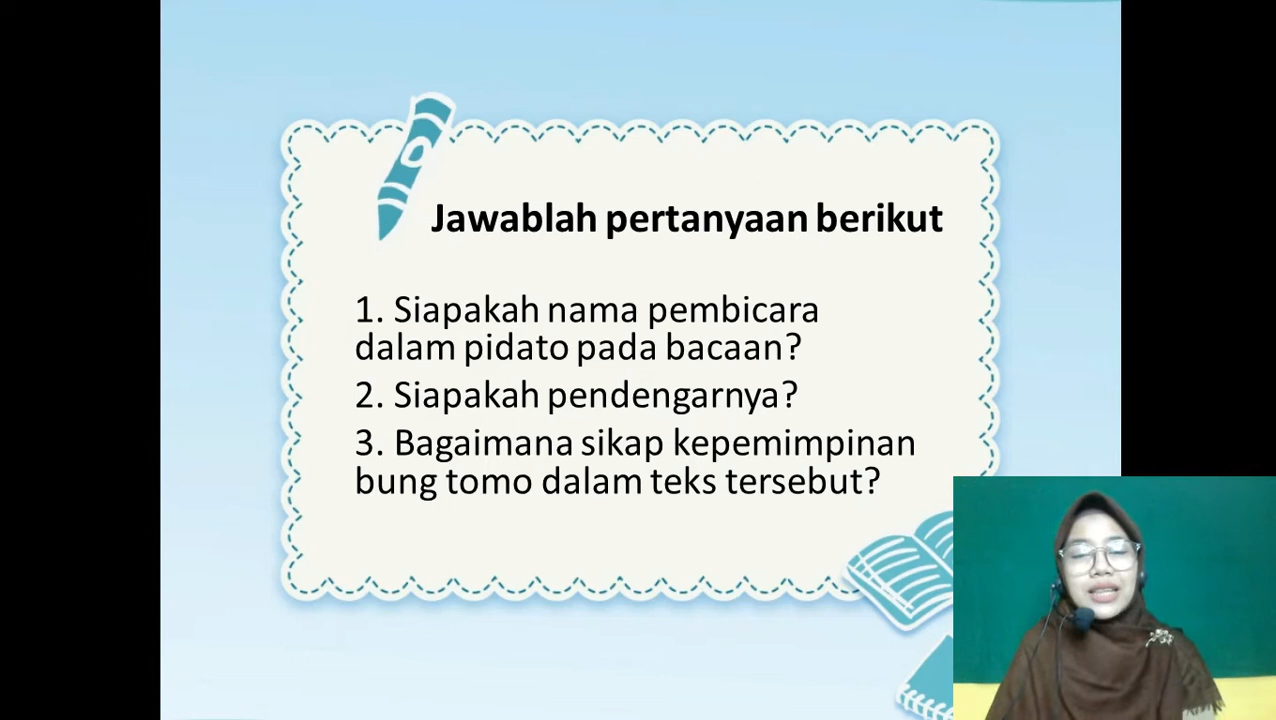 Jawablah pertanyaan berikut
1. Siapakah nama pembicara
dalam pidato pada bacaan?
2. Siapakah pendengarnya?
3. Bagaimana sikap kepemimpinan
bung tomo dalam teks tersebut?